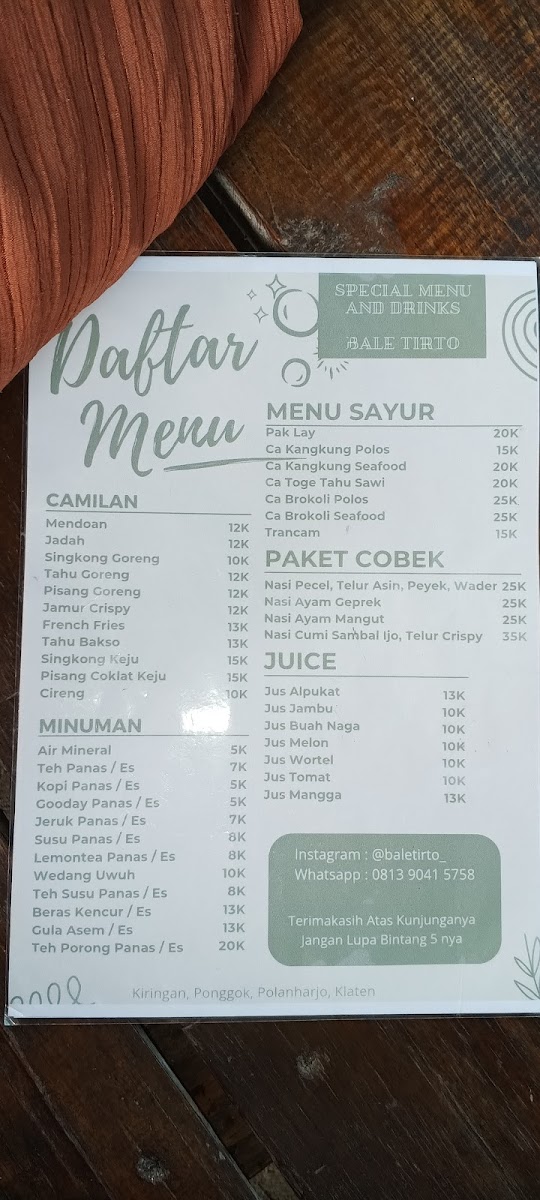 Daftar
Menu
SPECIAL MENU
AND DRINKS
BALE TIRTO
CAMILAN
Mendoan 12K
Jadah 12K
Singkong Goreng 10K
Tahu Goreng 12K
Pisang Goreng 12K
Jamur Crispy 12K
French Fries 13K
Tahu Bakso 13K
Singkong Keju 15K
Pisang Coklat Keju 15K
Cireng 10K
MINUMAN
Air Mineral 5K
Teh Panas / Es 7K
Kopi Panas / Es 5K
Gooday Panas / Es 5K
Jeruk Panas / Es 7K
Susu Panas / Es 8K
Lemontea Panas / Es 8K
Wedang Uwuh 10K
Teh Susu Panas / Es 8K
Beras Kencur / Es 13K
Gula Asem / Es 13K
Teh Porong Panas / Es 20K
MENU SAYUR
Pak Lay 20K
Ca Kangkung Polos 15K
Ca Kangkung Seafood 20K
Ca Toge Tahu Sawi 20K
Ca Brokoli Polos 25K
Ca Brokoli Seafood 25K
Trancam 15K
PAKET COBEK
Nasi Pecel, Telur Asin, Peyek, Wader 25K
Nasi Ayam Geprek 25K
Nasi Ayam Mangut 25K
Nasi Cumi Sambal Ijo, Telur Crispy 35K
JUICE
Jus Alpukat 13K
Jus Jambu 10K
Jus Buah Naga 10K
Jus Melon 10K
Jus Wortel 10K
Jus Tomat 10K
Jus Mangga 13K
Instagram : @baletirto_
Whatsapp : 0813 9041 5758
Terimakasih Atas Kunjunganya
Jangan Lupa Bintang 5 nya
Kiringan, Ponggok, Polanharjo, Klaten